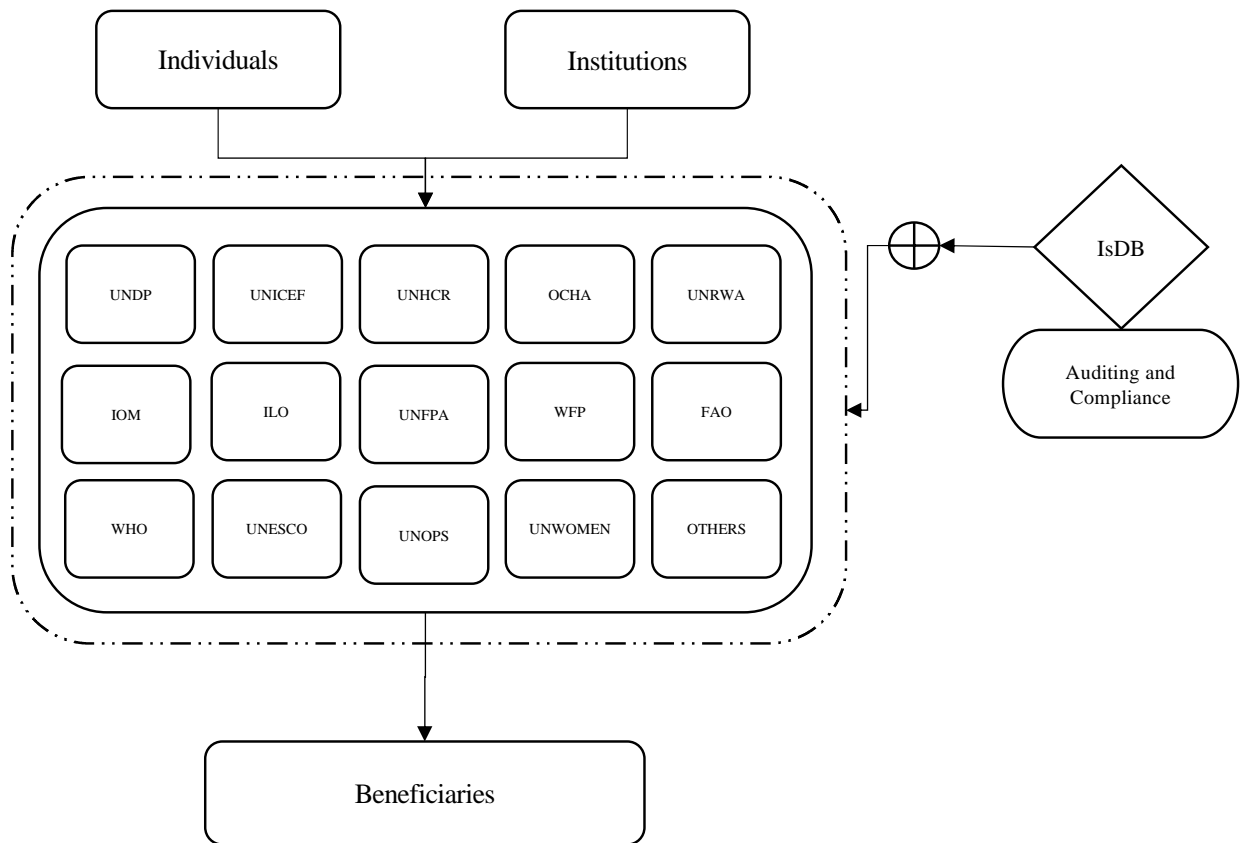 Individuals
Institutions
UNDP
UNICEF
UNHCR
OCHA
UNRWA
IsDB
IOM
ILO
UNFPA
WFP
FAO
Auditing and
Compliance
WHO
UNESCO
UNOPS
UNWOMEN
OTHERS
Beneficiaries